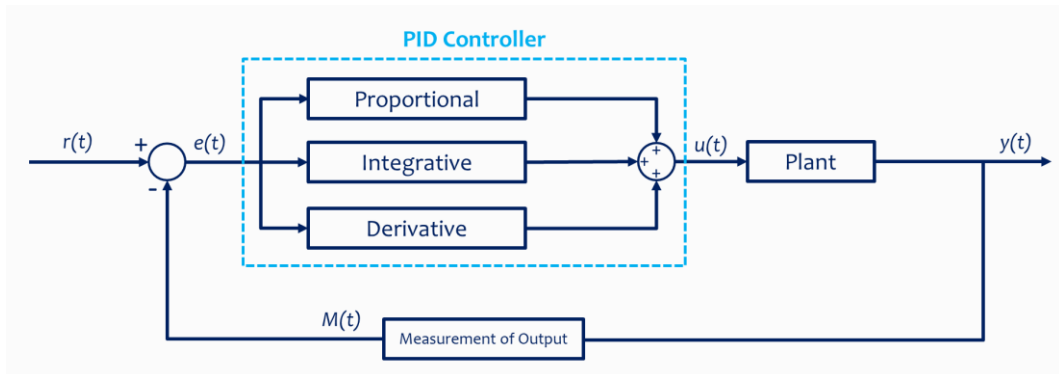 PID Controller
Proportional
r(t)
+
e(t)
Integrative
+
+
+
u(t)
Plant
y(t)
-
Derivative
M(t)
Measurement of Output